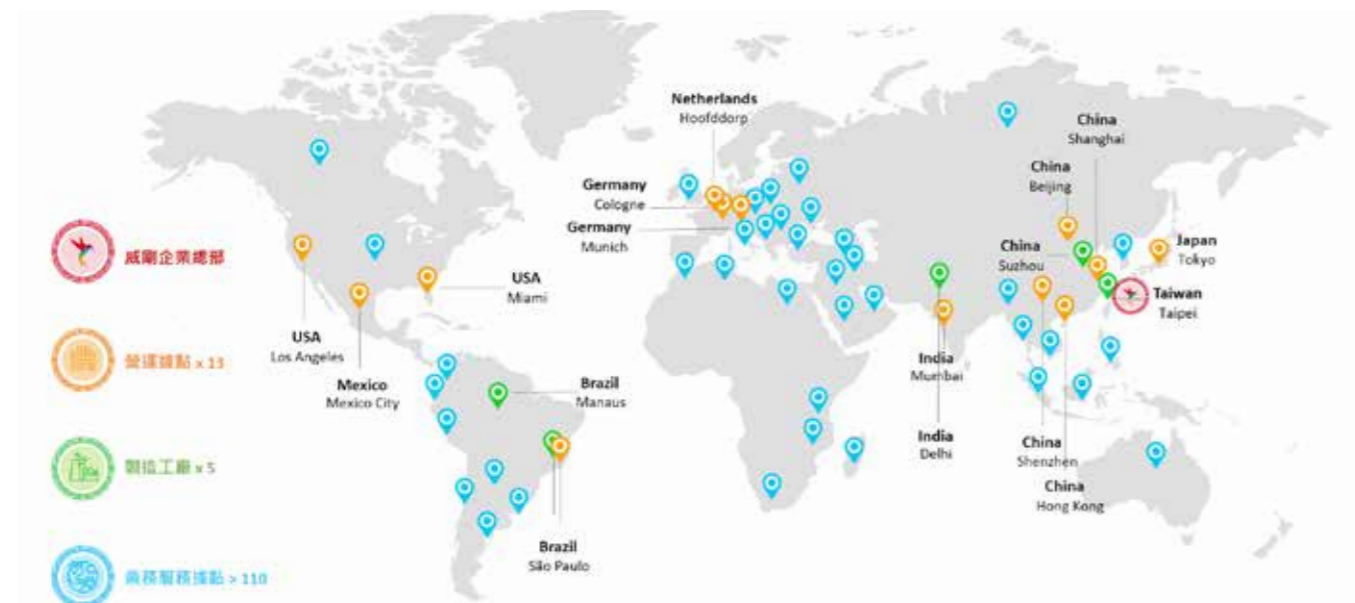 Netherlands
Hoofddorp
China
Shanghai
China
Beijing
Germany
Cologne
Germany
Munich
China
Suzhou
Japan
Tokyo
威剛企業總部
USA
Miami
Taiwan
Taipei
USA
Los Angeles
營運據點 x 13
India
Mumbai
Mexico
Mexico City
Brazil
Manaus
India
Delhi
China
Shenzhen
製造工廠 x 5
China
Hong Kong
Brazil
São Paulo
業務服務據點 > 110